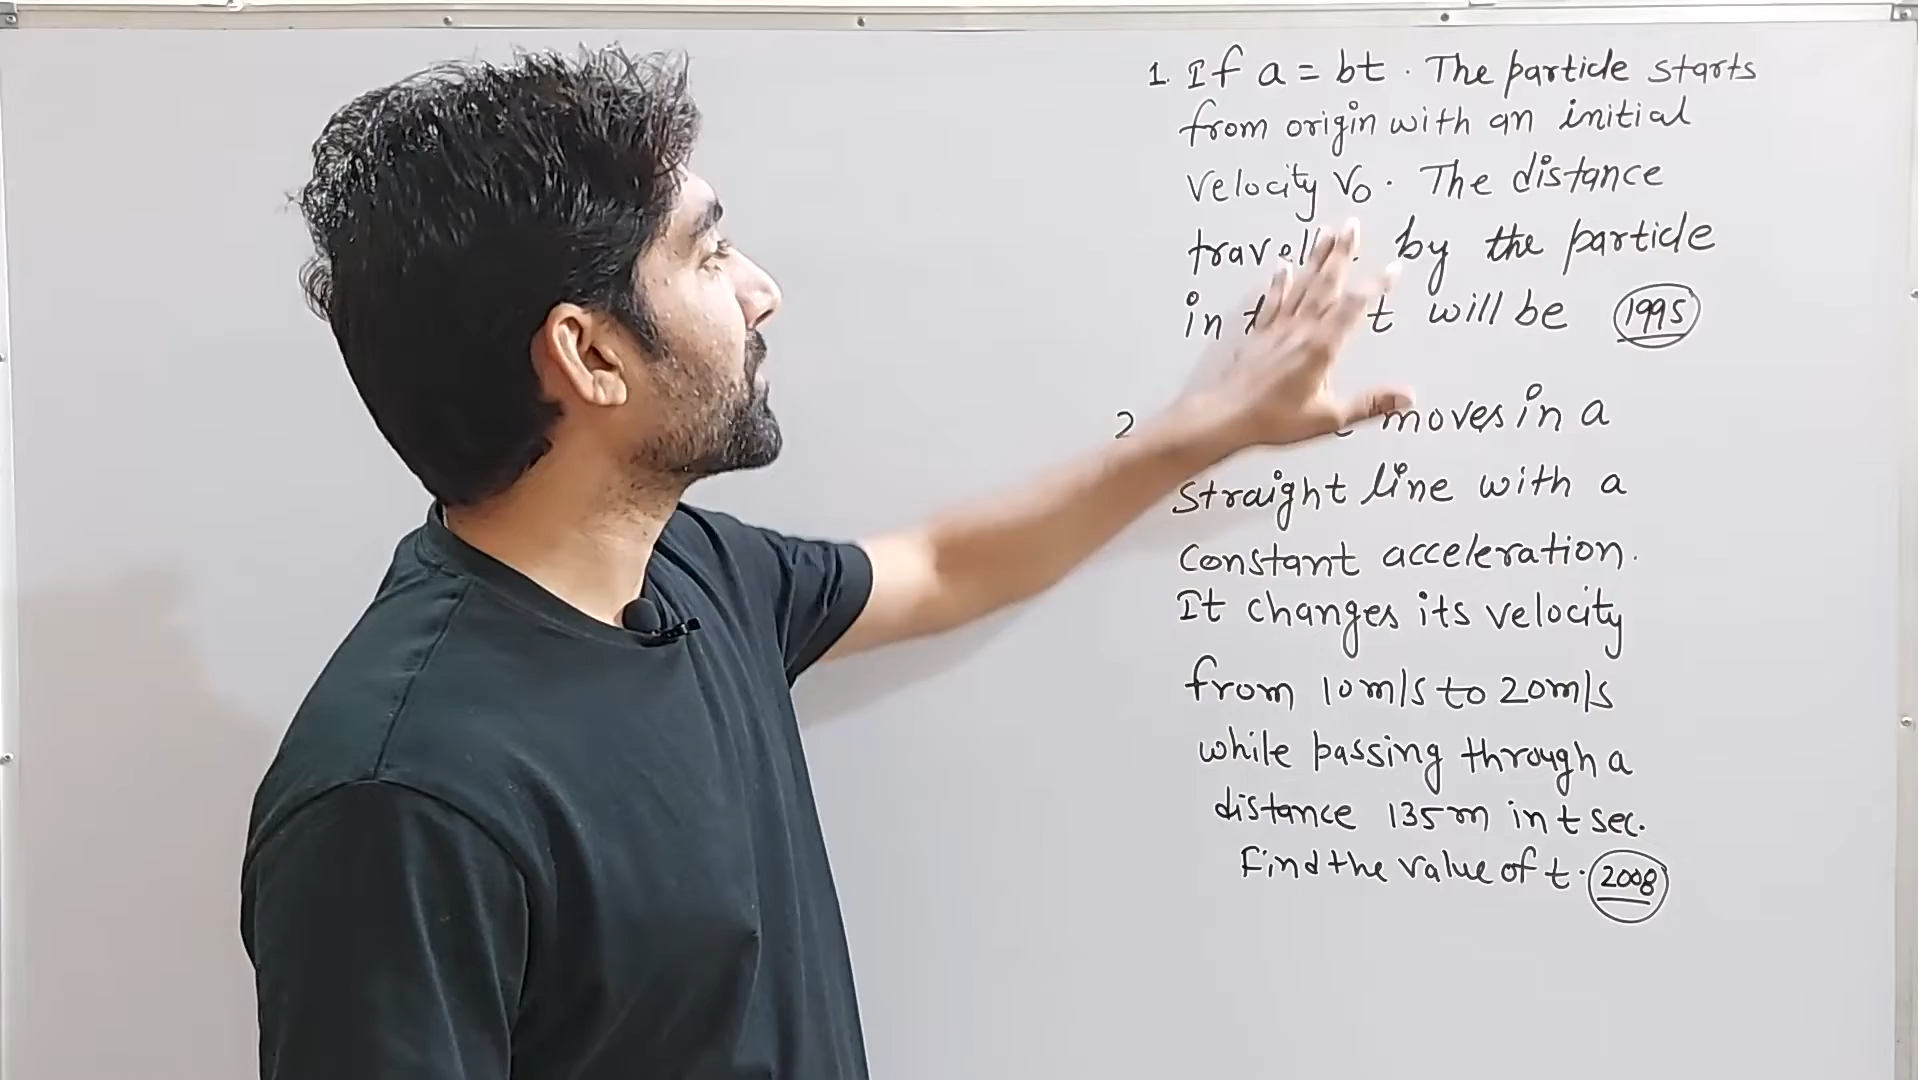 1. If a = bt. The particle starts
from origin with an initial
velocity v0. The distance
by the particle
in t will be 1995
2 moves in a
straight line with a
constant acceleration.
It changes its velocity
from 10m/s to 20m/s
while passing through a
distance 135m in t sec.
Find the value of t. 2008